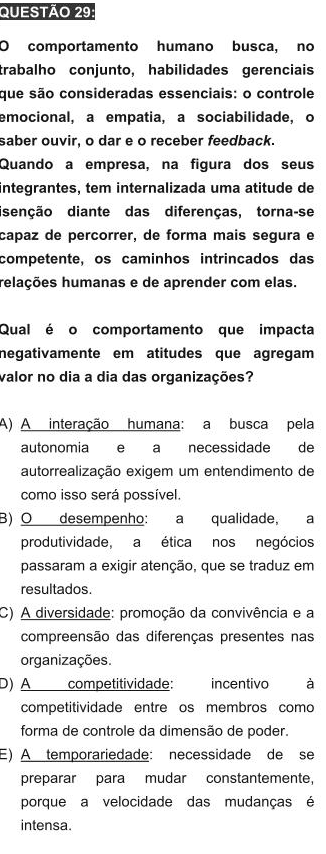 QUESTÃO 29:
O comportamento humano busca, no
trabalho conjunto, habilidades gerenciais
que são consideradas essenciais: o controle
emocional, a empatia, a sociabilidade, o
saber ouvir, o dar e o receber feedback.
Quando a empresa, na figura dos seus
integrantes, tem internalizada uma atitude de
isenção diante das diferenças, torna-se
capaz de percorrer, de forma mais segura e
competente, os caminhos intrincados das
relações humanas e de aprender com elas.
Qual é o comportamento que impacta
negativamente em atitudes que agregam
valor no dia a dia das organizações?
A) A interação humana: a busca pela
autonomia e a necessidade de
autorrealização exigem um entendimento de
como isso será possível.
B) O desempenho: a qualidade, a
produtividade, a ética nos negócios
passaram a exigir atenção, que se traduz em
resultados.
C) A diversidade: promoção da convivência e a
compreensão das diferenças presentes nas
organizações.
D) A competitividade: incentivo à
competitividade entre os membros como
forma de controle da dimensão de poder.
E) A temporariedade: necessidade de se
preparar para mudar constantemente,
porque a velocidade das mudanças é
intensa.